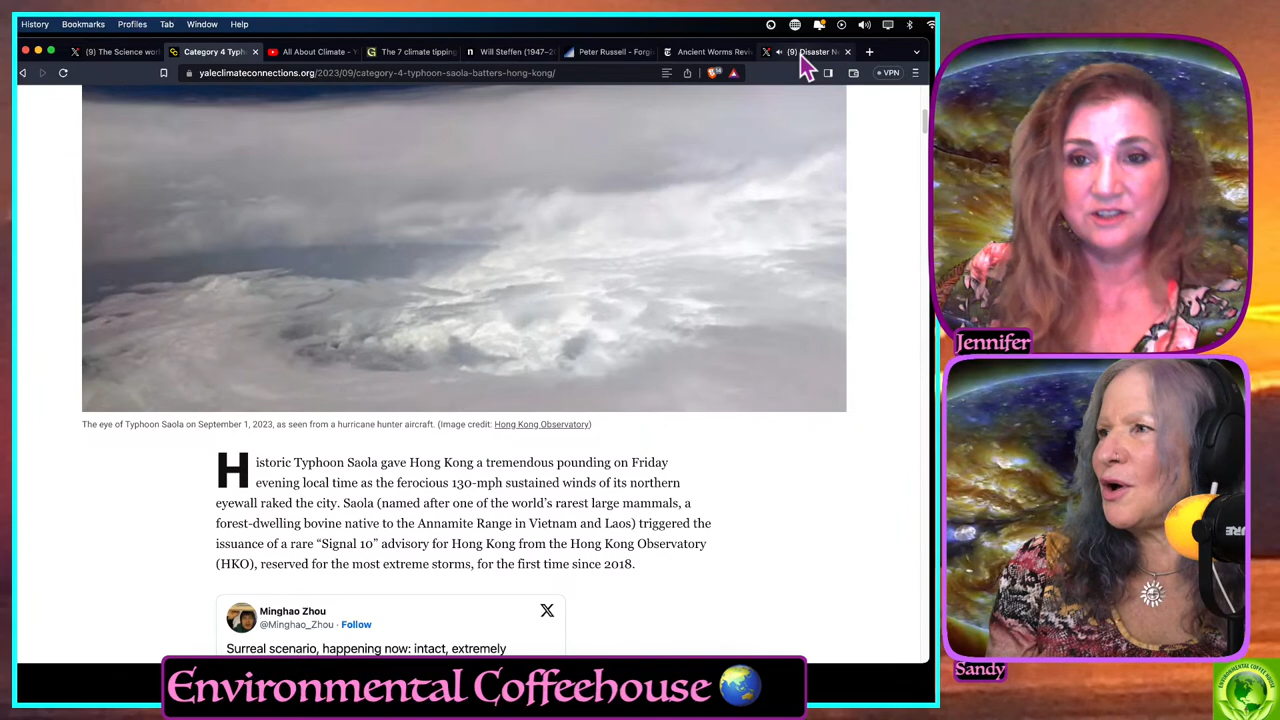 History Bookmarks Profiles Tab Window Help
(9) The Science wor
Category 4 Typh
All About Climate - Y
The 7 climate tipping
Will Steffen (1947–20
Peter Russell - Forgi
Ancient Worms Revi
(9) Disaster N
yaleclimateconnections.org/2023/09/category-4-typhoon-saola-batters-hong-kong/
VPN
The eye of Typhoon Saola on September 1, 2023, as seen from a hurricane hunter aircraft. (Image credit: Hong Kong Observatory)
Historic Typhoon Saola gave Hong Kong a tremendous pounding on Friday
evening local time as the ferocious 130-mph sustained winds of its northern
eyewall raked the city. Saola (named after one of the world’s rarest large mammals, a
forest-dwelling bovine native to the Annamite Range in Vietnam and Laos) triggered the
issuance of a rare “Signal 10” advisory for Hong Kong from the Hong Kong Observatory
(HKO), reserved for the most extreme storms, for the first time since 2018.
Minghao Zhou
@Minghao_Zhou · Follow
Surreal scenario, happening now: intact, extremely
Jennifer
Sandy
Environmental Coffeehouse
ENVIRONMENTAL COFFEEHOUSE